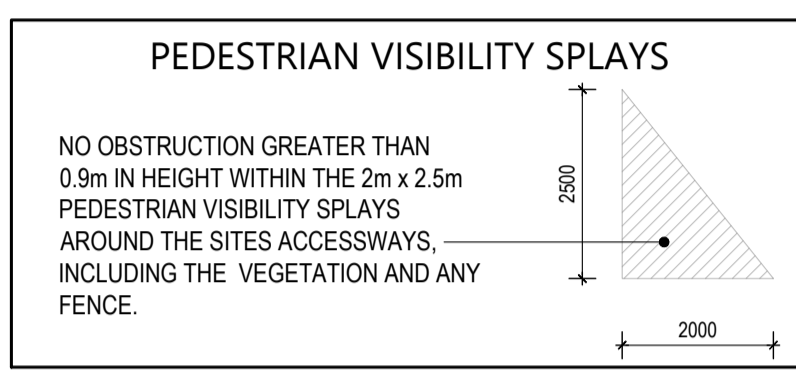 PEDESTRIAN VISIBILITY SPLAYS
NO OBSTRUCTION GREATER THAN
0.9m IN HEIGHT WITHIN THE 2m x 2.5m
PEDESTRIAN VISIBILITY SPLAYS
AROUND THE SITES ACCESSWAYS,
INCLUDING THE VEGETATION AND ANY
FENCE.
2500
2000